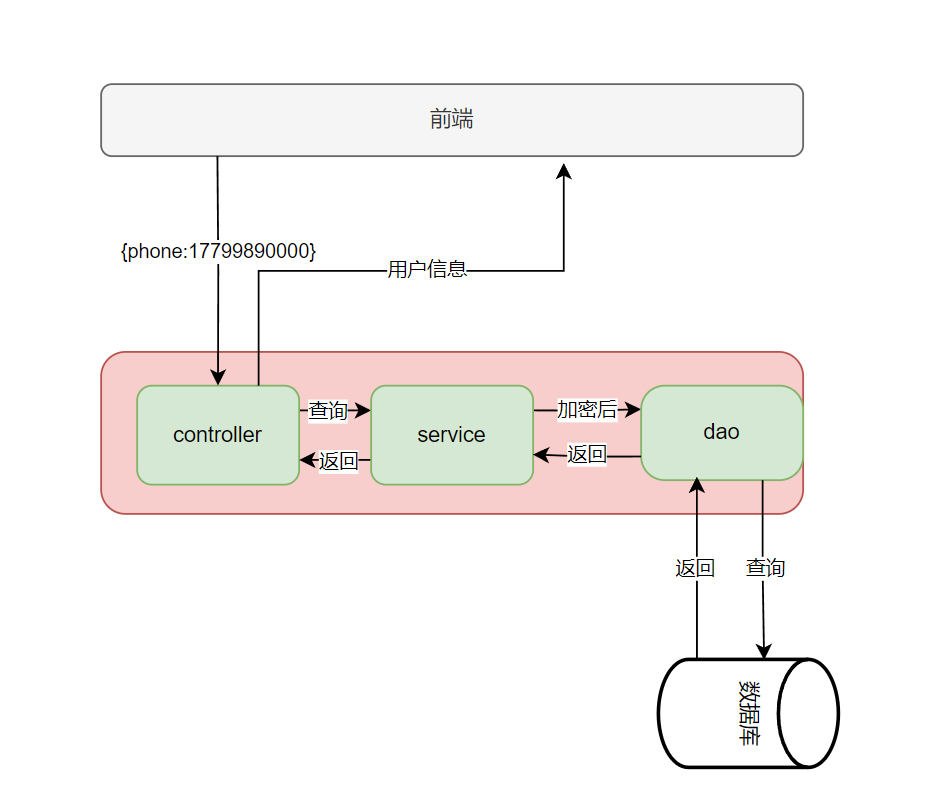 前端
{phone:17799890000}
用户信息
controller
查询
返回
service
加密后
返回
dao
返回
查询
数据库